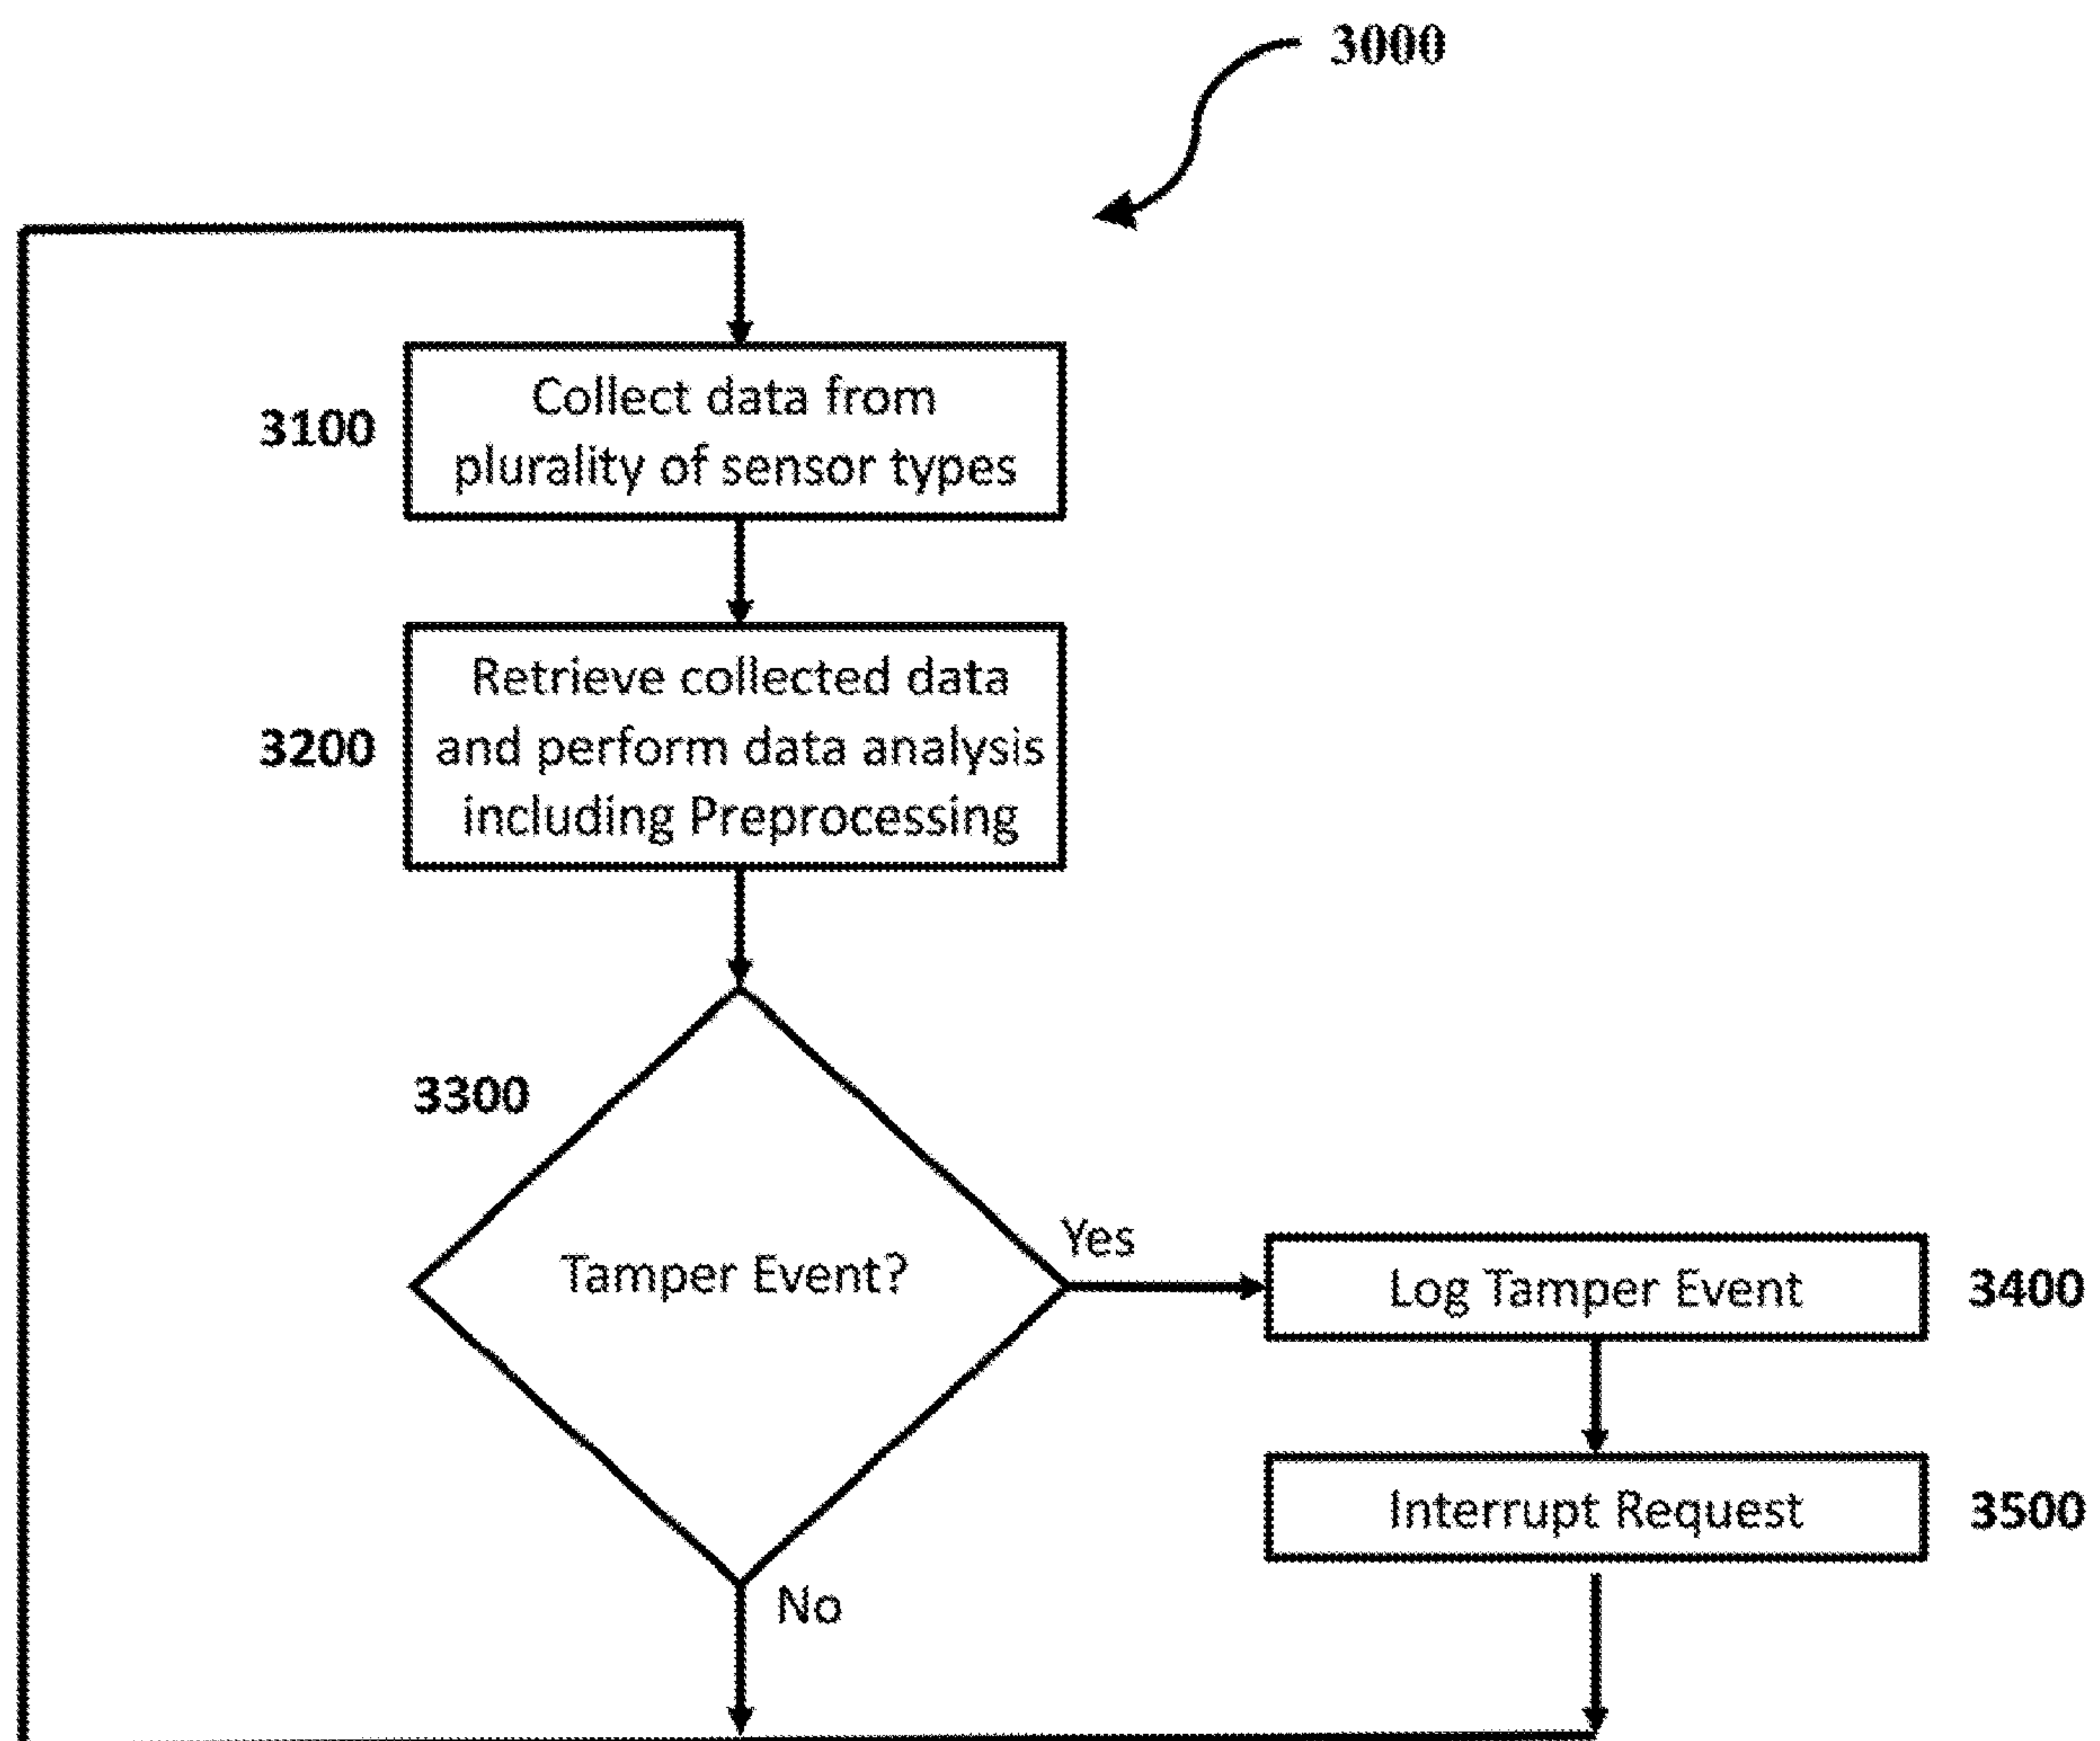 3000
3100
Collect data from
plurality of sensor types
3200
Retrieve collected data
and perform data analysis
including Preprocessing
3300
Tamper Event?
Yes
Log Tamper Event
3400
Interrupt Request
3500
No